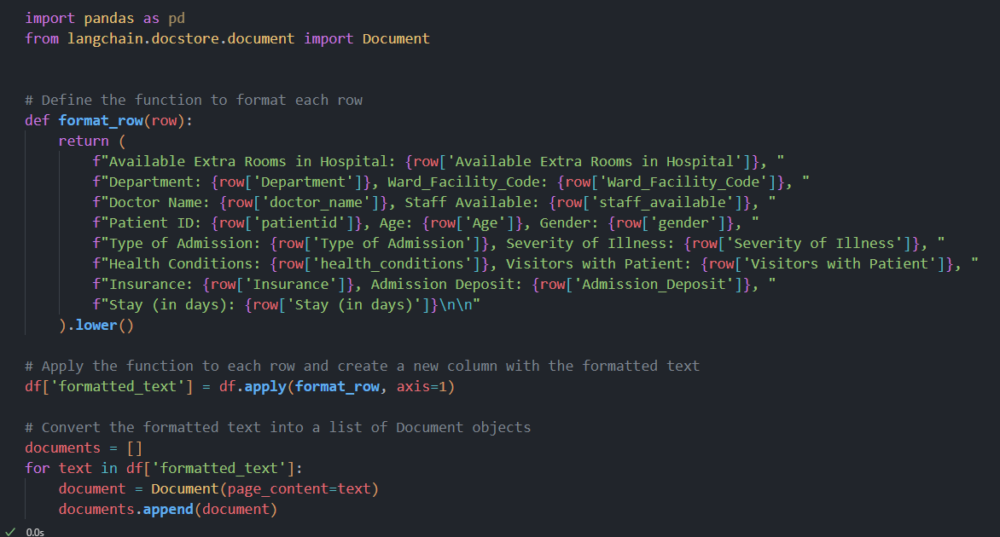 import pandas as pd
from langchain.docstore.document import Document
# Define the function to format each row
def format_row(row):
    return (
        f"Available Extra Rooms in Hospital: {row['Available Extra Rooms in Hospital']}, "
        f"Department: {row['Department']}, Ward_Facility_Code: {row['Ward_Facility_Code']}, "
        f"Doctor Name: {row['doctor_name']}, Staff Available: {row['staff_available']}, "
        f"Patient ID: {row['patientid']}, Age: {row['Age']}, Gender: {row['gender']}, "
        f"Type of Admission: {row['Type of Admission']}, Severity of Illness: {row['Severity of Illness']}, "
        f"Health Conditions: {row['health_conditions']}, Visitors with Patient: {row['Visitors with Patient']}, "
        f"Insurance: {row['Insurance']}, Admission Deposit: {row['Admission_Deposit']}, "
        f"Stay (in days): {row['Stay (in days)']}\n\n"
    ).lower()
# Apply the function to each row and create a new column with the formatted text
df['formatted_text'] = df.apply(format_row, axis=1)
# Convert the formatted text into a list of Document objects
documents = []
for text in df['formatted_text']:
    document = Document(page_content=text)
    documents.append(document)
0.0s